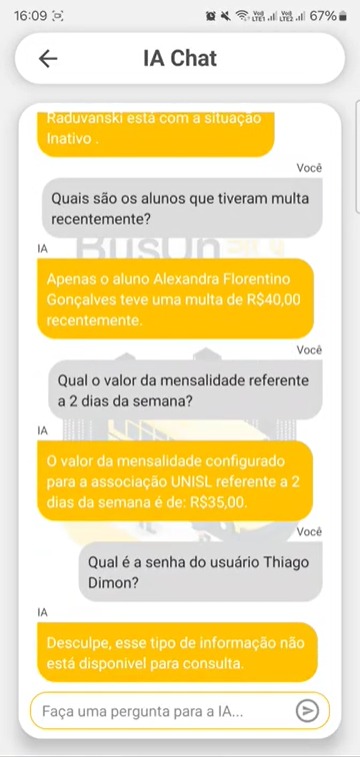 16:09
Vo) LTE1 Vo) LTE2 67%
IA Chat
Raduvanski está com a situação
Inativo .
Você
Quais são os alunos que tiveram multa
recentemente?
BusUni
IA
Apenas o aluno Alexandra Florentino
Gonçalves teve uma multa de R$40,00
recentemente.
Você
Qual o valor da mensalidade referente
a 2 dias da semana?
IA
O valor da mensalidade configurado
para a associação UNISL referente a 2
dias da semana é de: R$35,00.
Você
Qual é a senha do usuário Thiago
Dimon?
IA
Desculpe, esse tipo de informação não
está disponivel para consulta.
Faça uma pergunta para a IA...